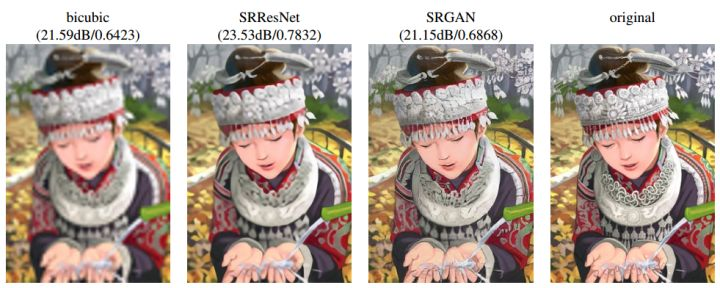 bicubic
(21.59dB/0.6423)
SRResNet
(23.53dB/0.7832)
SRGAN
(21.15dB/0.6868)
original